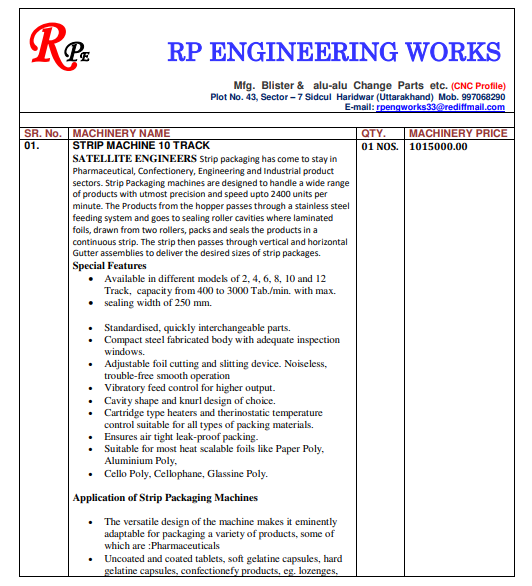 RPE
RP ENGINEERING WORKS
Mfg. Blister & alu-alu Change Parts etc. (CNC Profile)
Plot No. 43, Sector – 7 Sidcul Haridwar (Uttarakhand) Mob. 997068290
E-mail: rpengworks33@rediffmail.com
SR. No. MACHINERY NAME QTY. MACHINERY PRICE
01. STRIP MACHINE 10 TRACK 01 NOS. 1015000.00
SATELLITE ENGINEERS Strip packaging has come to stay in
Pharmaceutical, Confectionery, Engineering and Industrial product
sectors. Strip Packaging machines are designed to handle a wide range
of products with utmost precision and speed upto 2400 units per
minute. The Products from the hopper passes through a stainless steel
feeding system and goes to sealing roller cavities where laminated
foils, drawn from two rollers, packs and seals the products in a
continuous strip. The strip then passes through vertical and horizontal
Gutter assemblies to deliver the desired sizes of strip packages.
Special Features
• Available in different models of 2, 4, 6, 8, 10 and 12
Track, capacity from 400 to 3000 Tab./min. with max.
• sealing width of 250 mm.
• Standardised, quickly interchangeable parts.
• Compact steel fabricated body with adequate inspection
windows.
• Adjustable foil cutting and slitting device. Noiseless,
trouble-free smooth operation
• Vibratory feed control for higher output.
• Cavity shape and knurl design of choice.
• Cartridge type heaters and therinostatic temperature
control suitable for all types of packing materials.
• Ensures air tight leak-proof packing.
• Suitable for most heat scalable foils like Paper Poly,
Aluminium Poly,
• Cello Poly, Cellophane, Glassine Poly.
Application of Strip Packaging Machines
• The versatile design of the machine makes it eminently
adaptable for packaging a variety of products, some of
which are :Pharmaceuticals
• Uncoated and coated tablets, soft gelatine capsules, hard
gelatine capsules, confectionefy products, eg. lozenges,